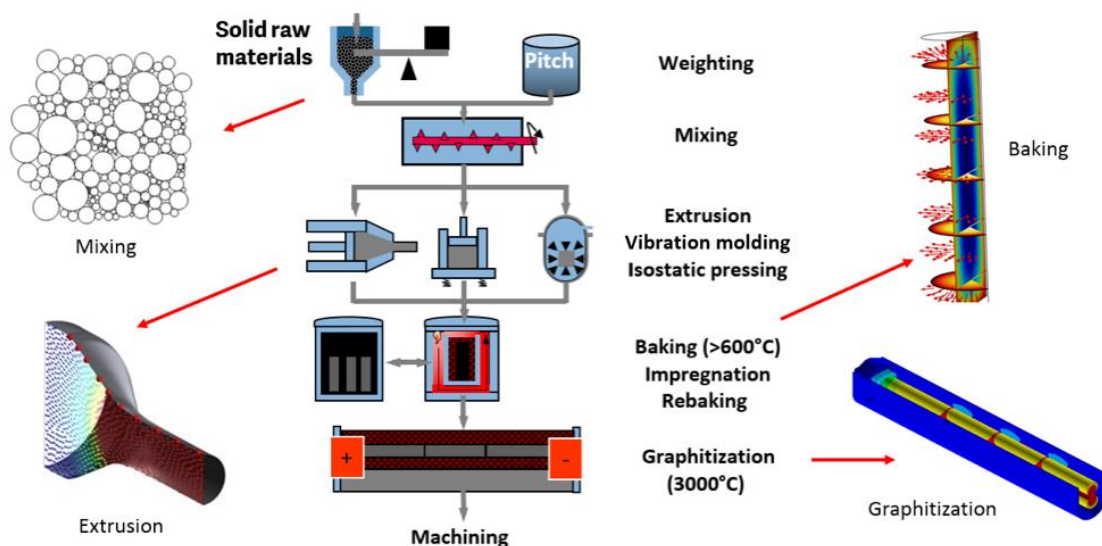 Solid raw
materials
Pitch
Weighting
Mixing
Mixing
Baking
Extrusion
Vibration molding
Isostatic pressing
Baking (>600°C)
Impregnation
Rebaking
+
-
Graphitization
(3000°C)
Extrusion
Graphitization
Machining